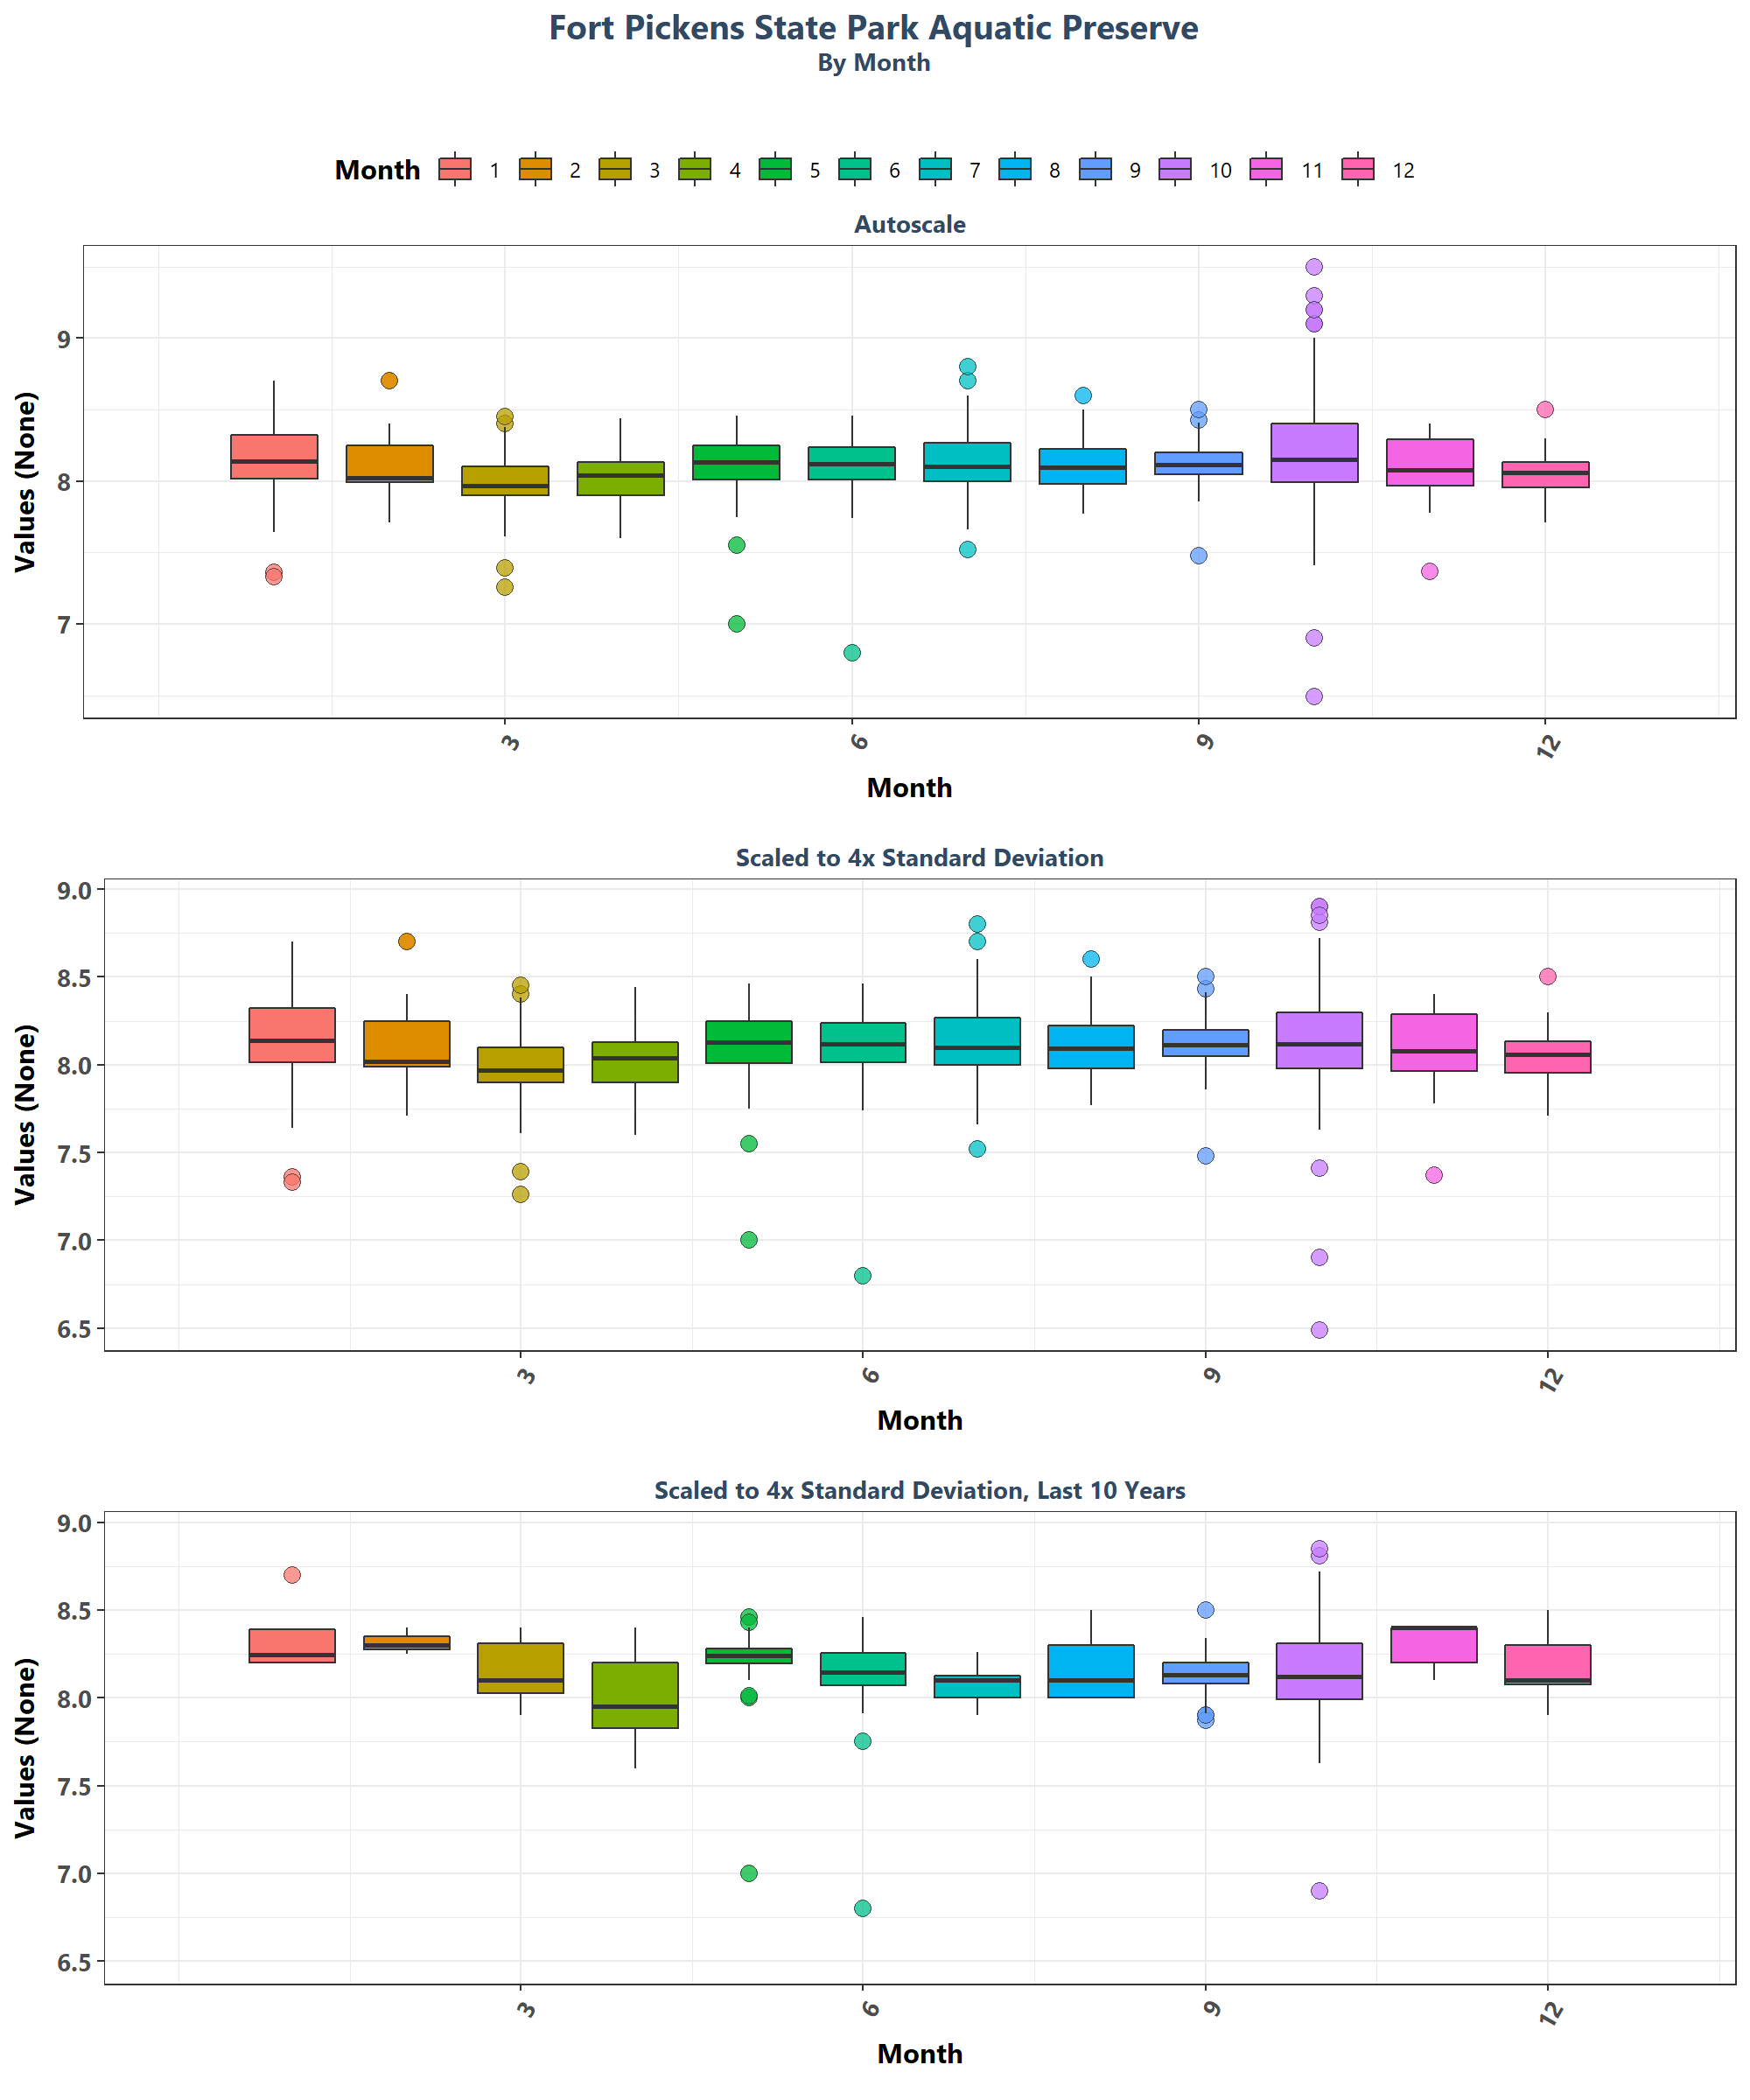 Fort Pickens State Park Aquatic Preserve
By Month
Month 1 2 3 4 5 6 7 8 9 10 11 12
Autoscale
Values (None)
9
8
7
3 6 9 12
Month
Scaled to 4x Standard Deviation
Values (None)
9.0
8.5
8.0
7.5
7.0
6.5
3 6 9 12
Month
Scaled to 4x Standard Deviation, Last 10 Years
Values (None)
9.0
8.5
8.0
7.5
7.0
6.5
3 6 9 12
Month